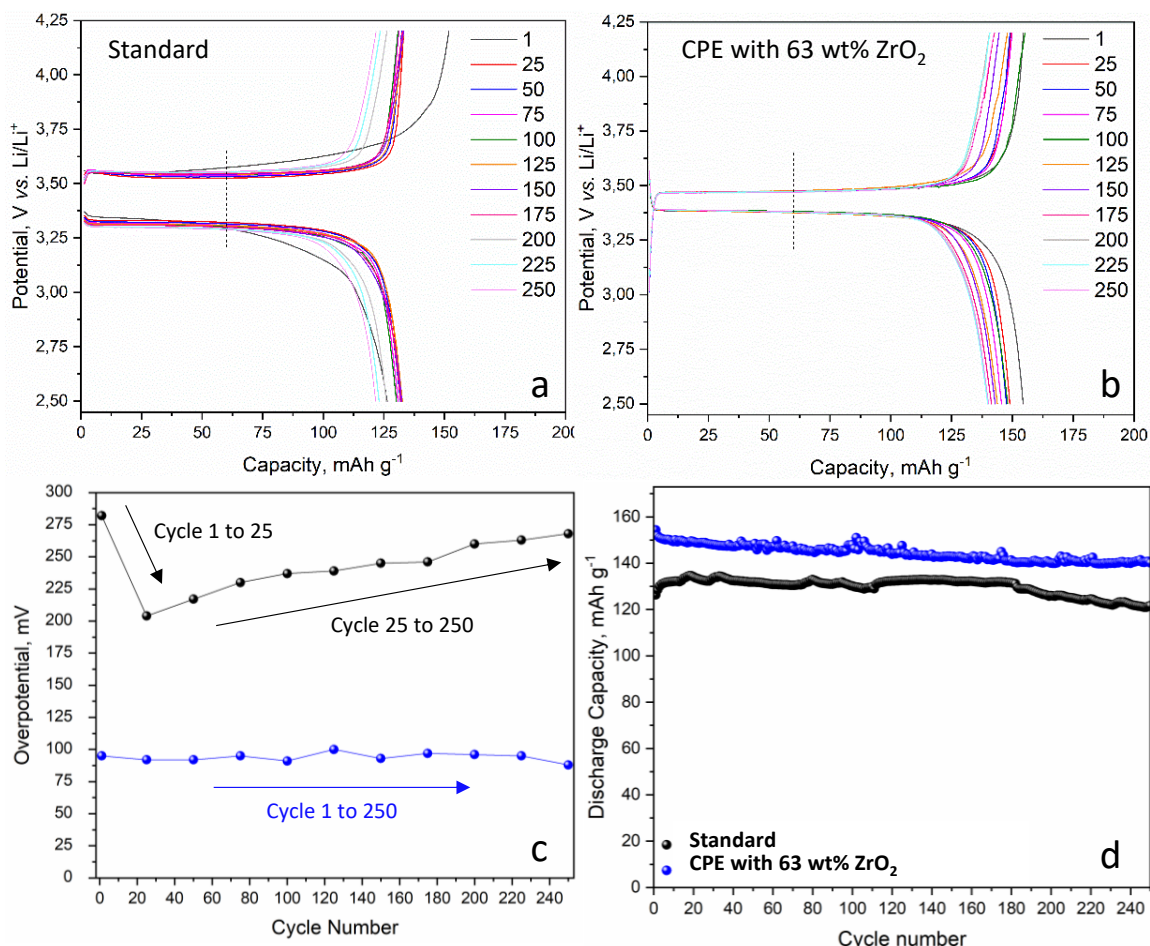 4,25
4,00
3,75
3,50
3,25
3,00
2,75
2,50
Potential, V vs. Li/Li⁺
Standard
1
25
50
75
100
125
150
175
200
225
250
a
0 25 50 75 100 125 150 175 200
Capacity, mAh g⁻¹
4,25
4,00
3,75
3,50
3,25
3,00
2,75
2,50
Potential, V vs. Li/Li⁺
CPE with 63 wt% ZrO₂
1
25
50
75
100
125
150
175
200
225
250
b
0 25 50 75 100 125 150 175 200
Capacity, mAh g⁻¹
300
275
250
225
200
175
150
125
100
75
50
25
0
Overpotential, mV
Cycle 1 to 25
Cycle 25 to 250
Cycle 1 to 250
c
0 20 40 60 80 100 120 140 160 180 200 220 240
Cycle Number
160
140
120
100
80
60
40
20
0
Discharge Capacity, mAh g⁻¹
Standard
CPE with 63 wt% ZrO₂
d
0 20 40 60 80 100 120 140 160 180 200 220 240
Cycle number